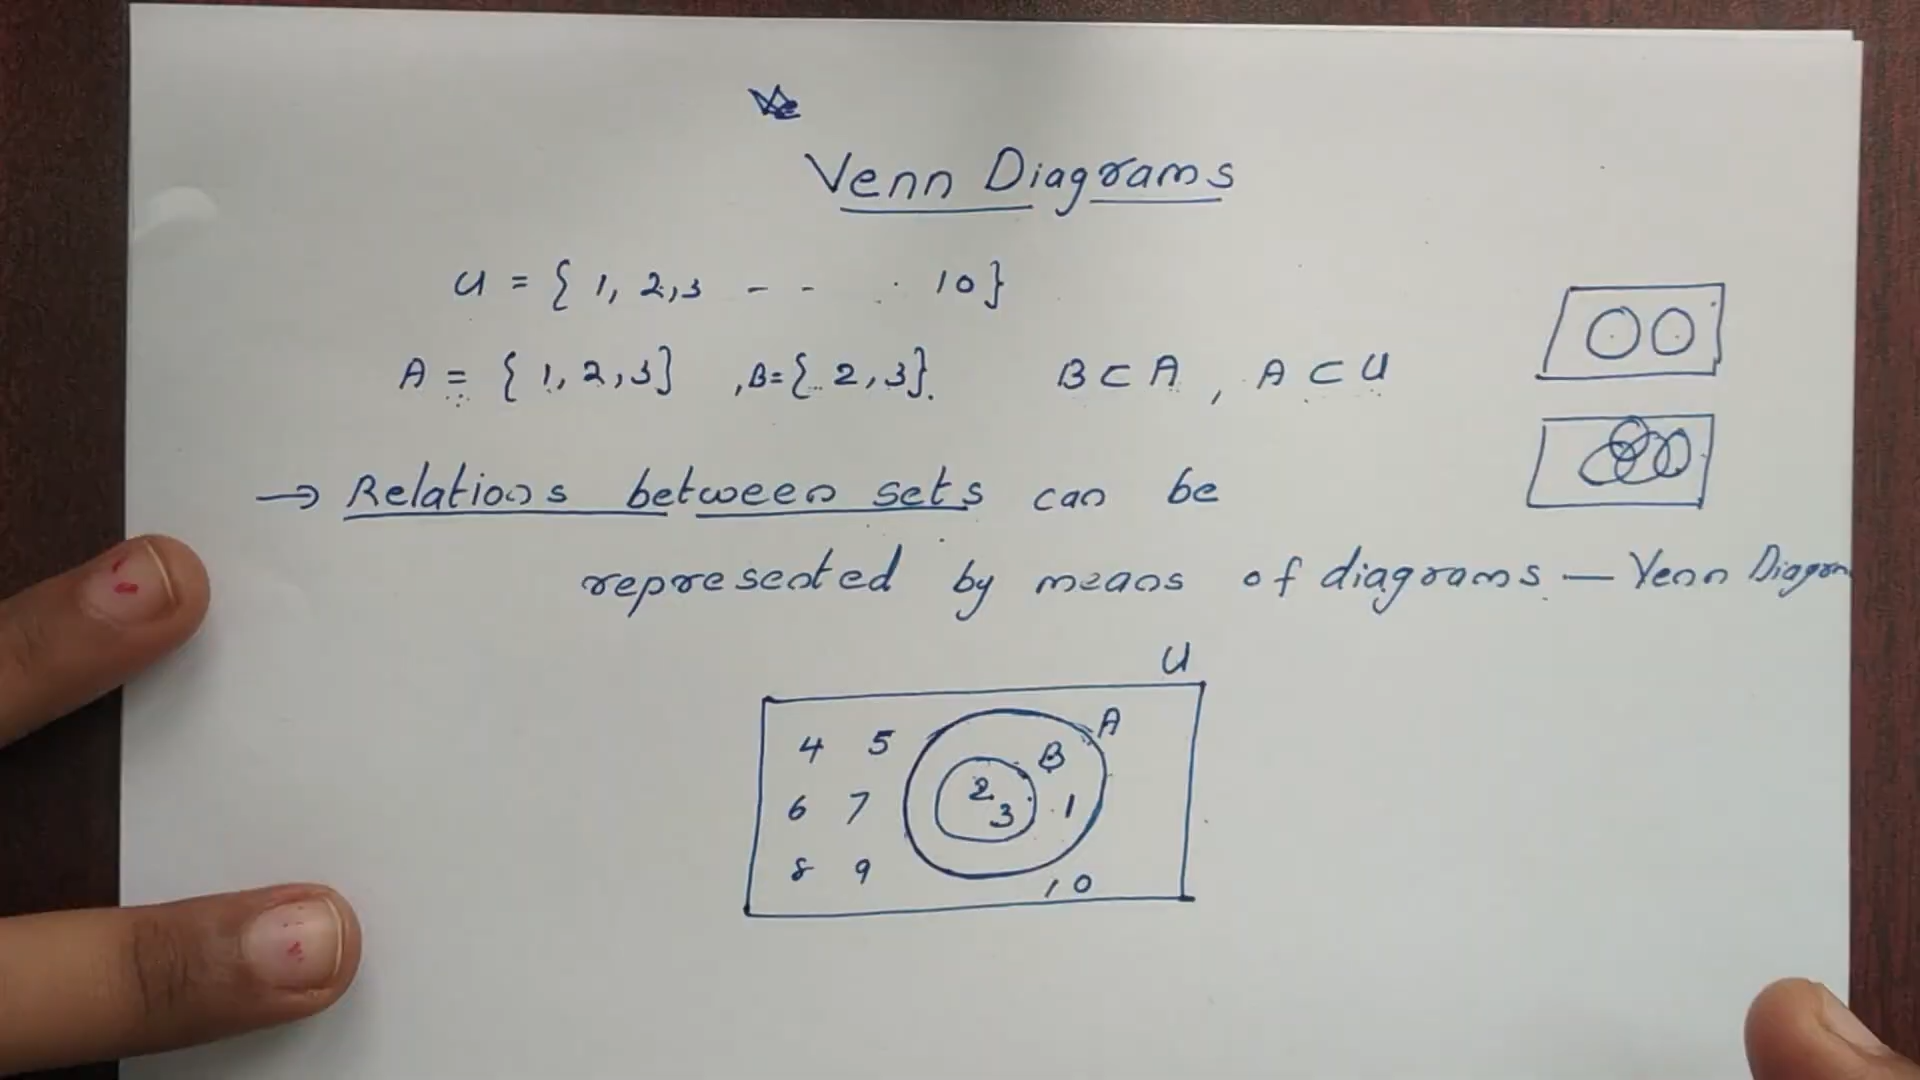 Venn Diagrams
U = { 1, 2, 3 - - . 10 }
A = { 1, 2, 3 } , B = { 2, 3 }. B ⊂ A , A ⊂ U
→ Relations between sets can be
represented by means of diagrams. — Venn Diagram
U
A
4 5
B
2
6 7 3 1
8 9
10